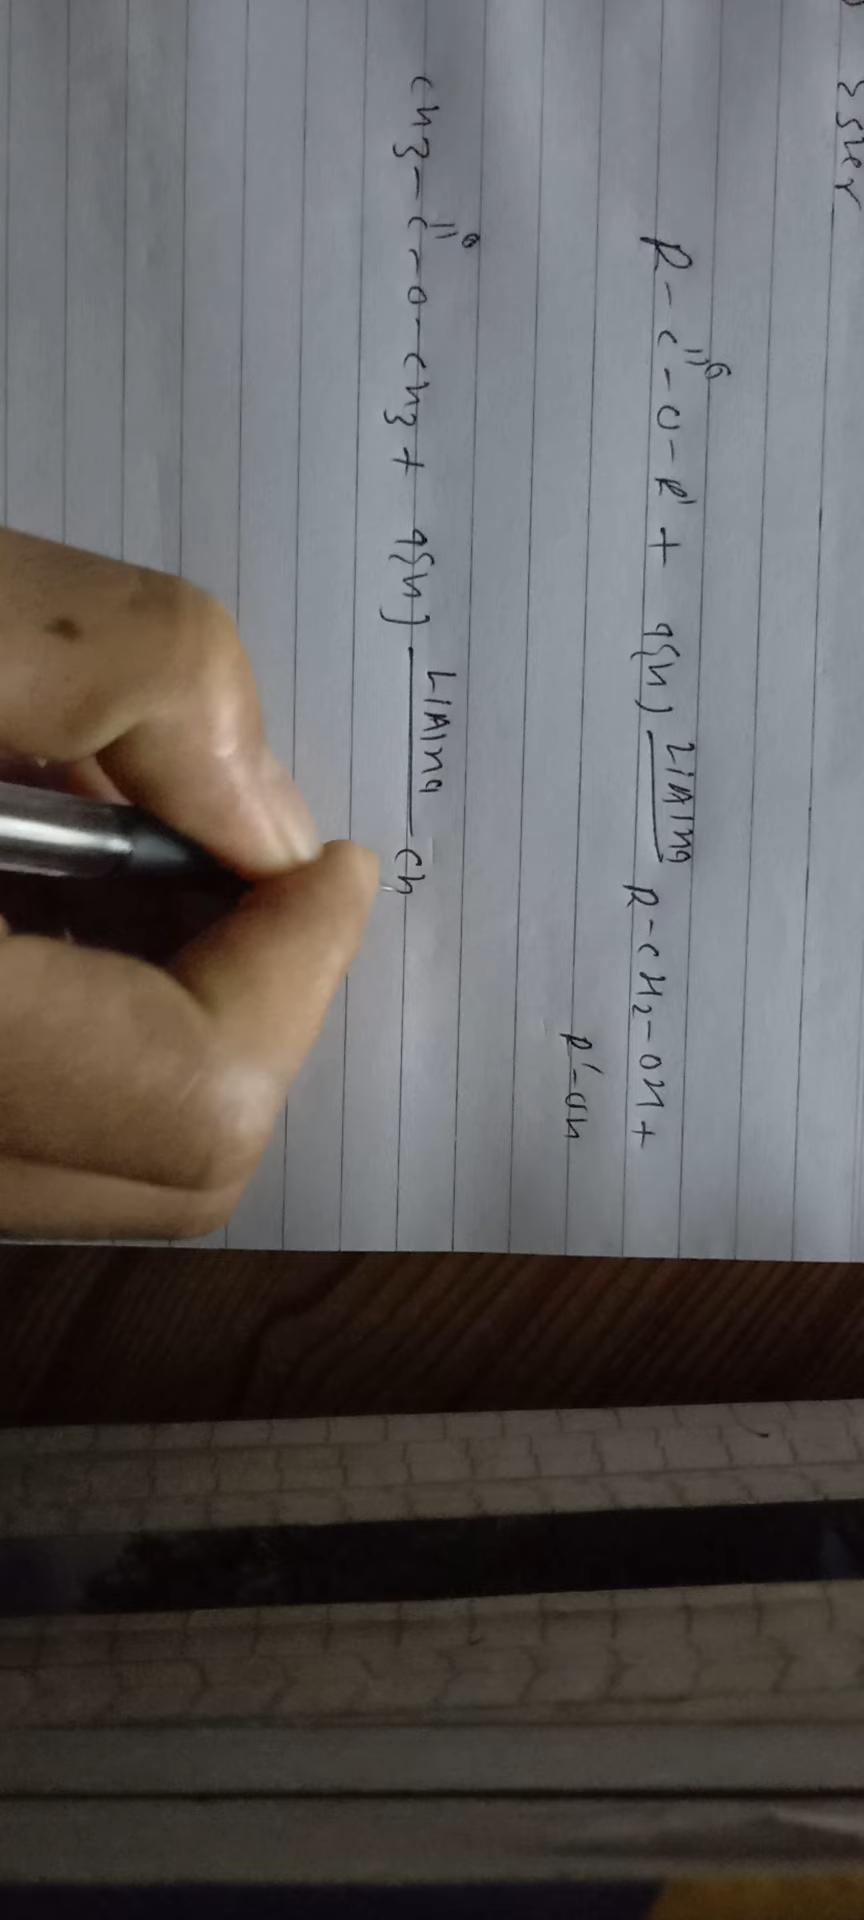 Ester
R-C-O-R' + 4[H] LiAlH4 R-CH2-OH +
O
||
R'-OH
CH3-C-O-CH3 + 4[H] LiAlH4 CH
O
||